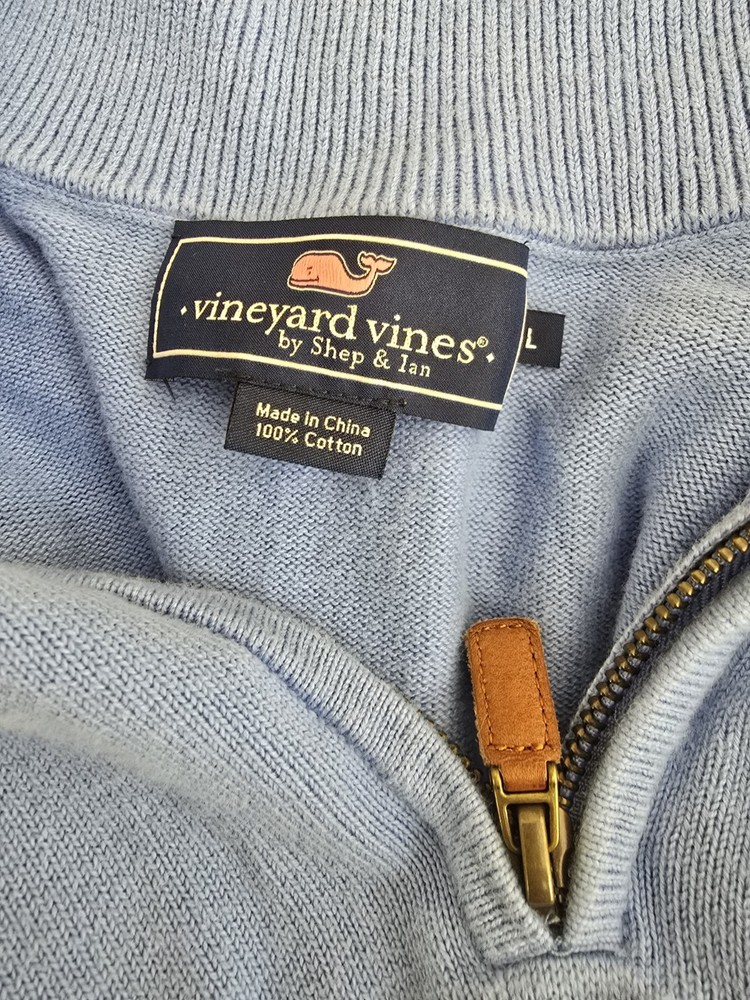 vineyard vines®
by Shep & Ian
L
Made in China
100% Cotton